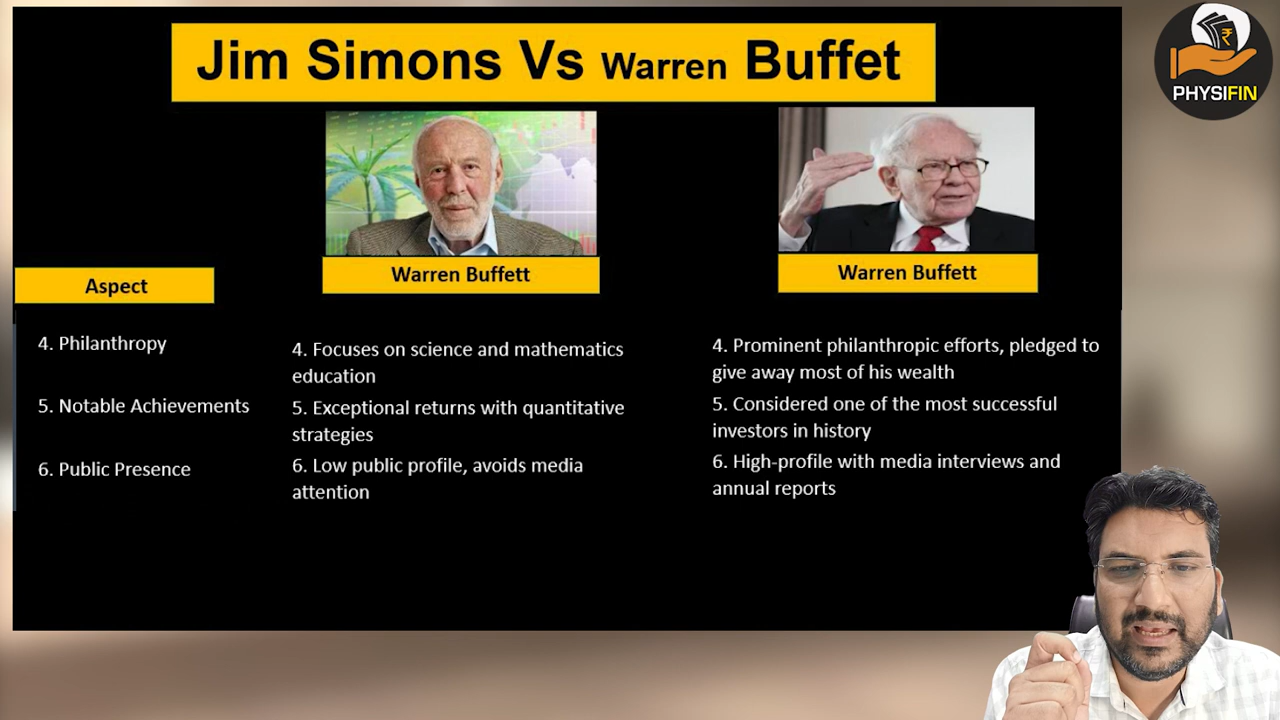 Jim Simons Vs Warren Buffet
₹
PHYSIFIN
Warren Buffett
Warren Buffett
Aspect
4. Philanthropy
5. Notable Achievements
6. Public Presence
4. Focuses on science and mathematics
education
5. Exceptional returns with quantitative
strategies
6. Low public profile, avoids media
attention
4. Prominent philanthropic efforts, pledged to
give away most of his wealth
5. Considered one of the most successful
investors in history
6. High-profile with media interviews and
annual reports